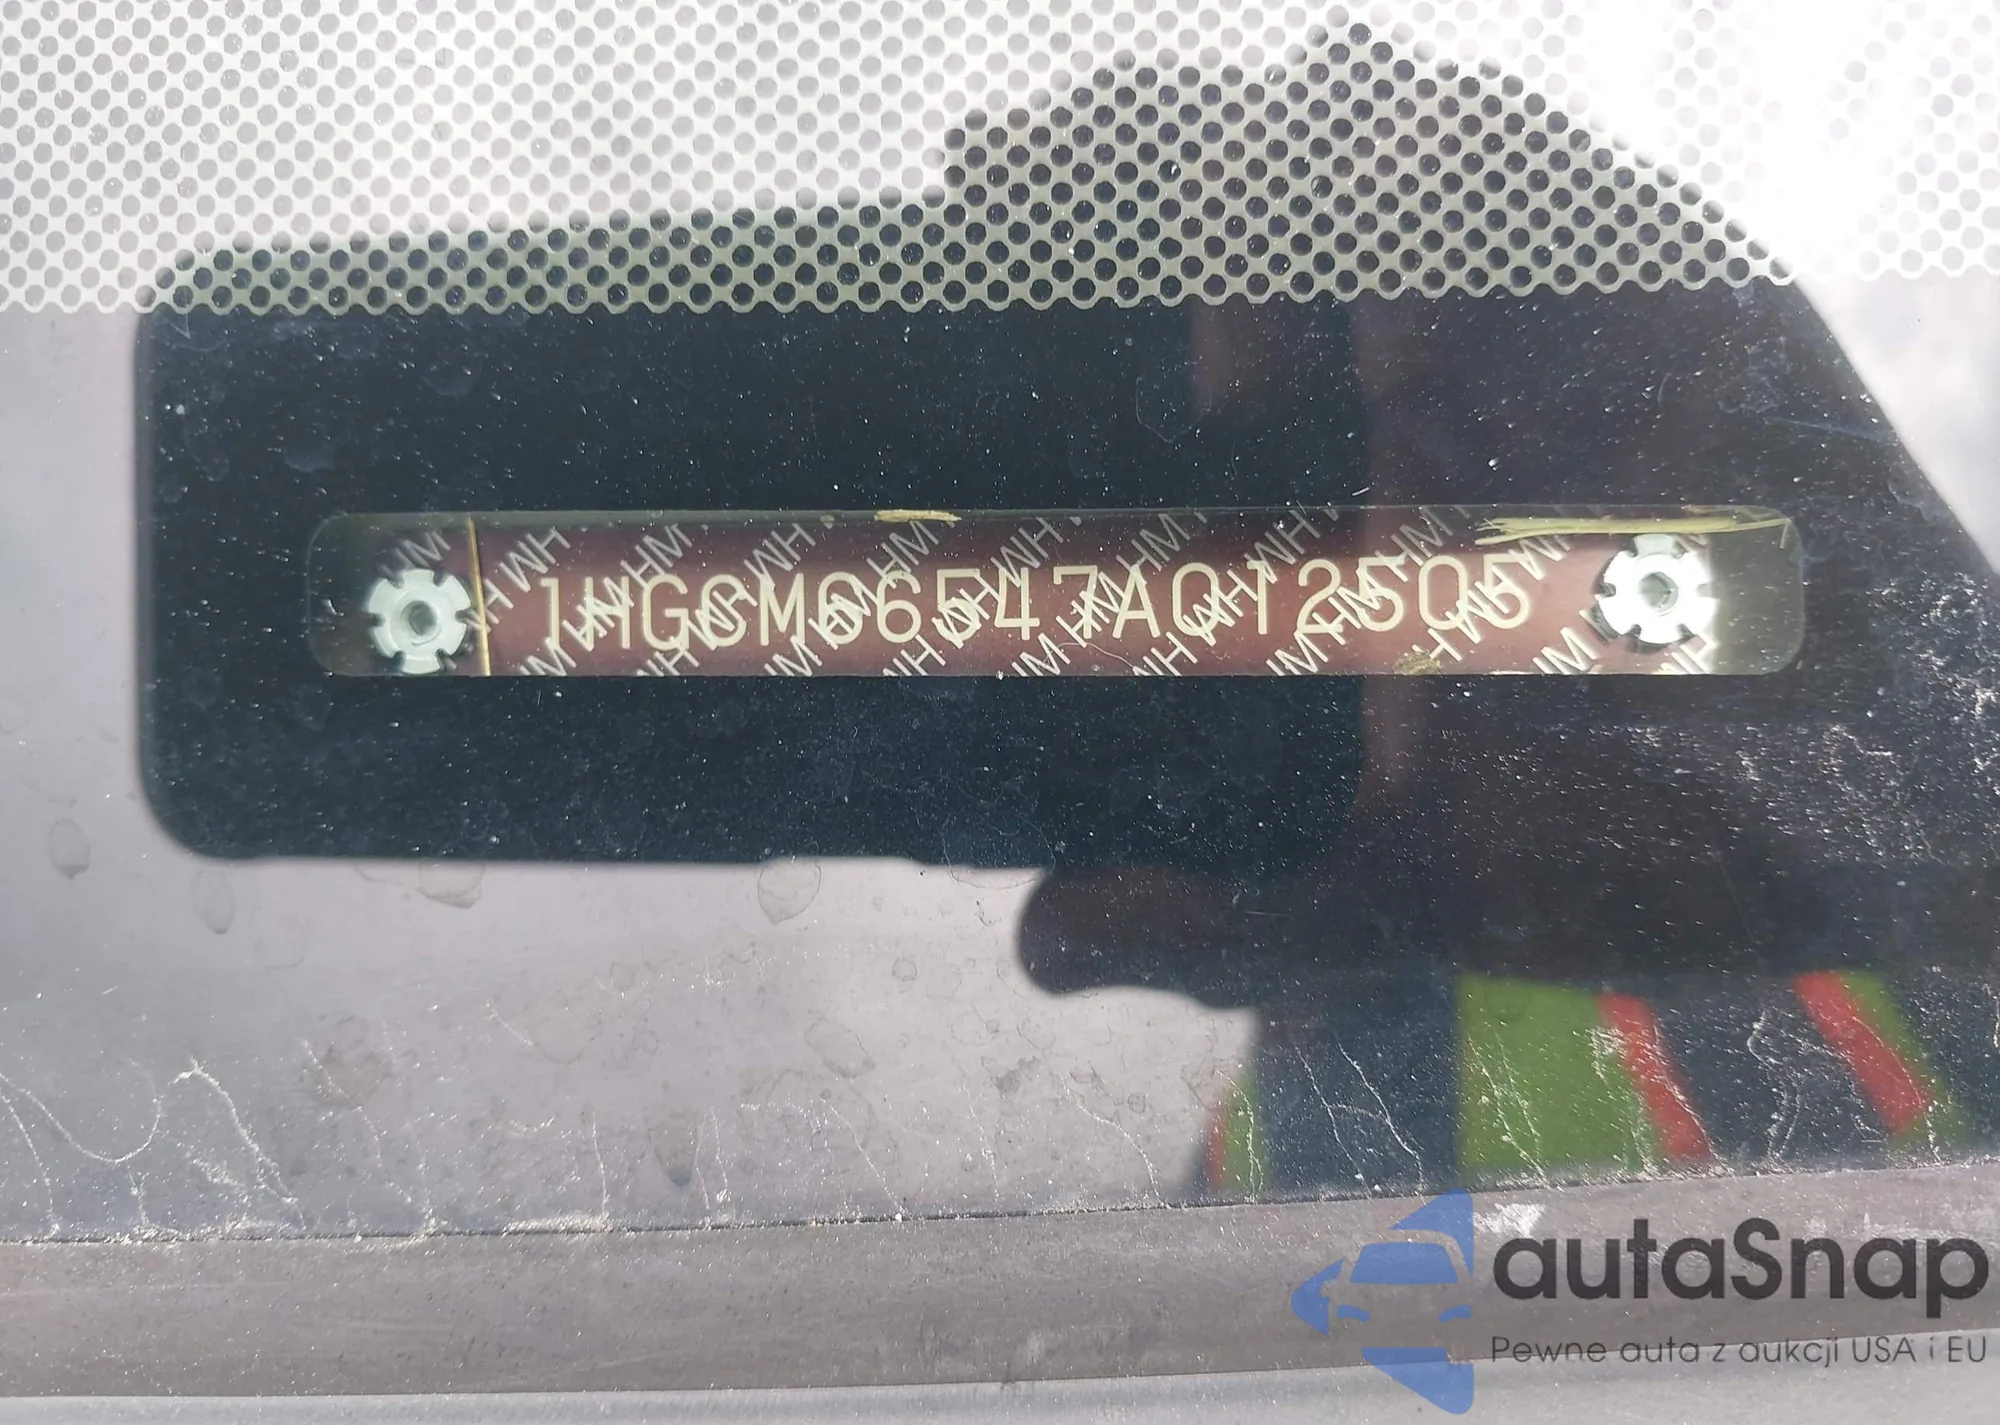 1HGCM66547A012505
autaSnap
Pewne auta z aukcji USA i EU